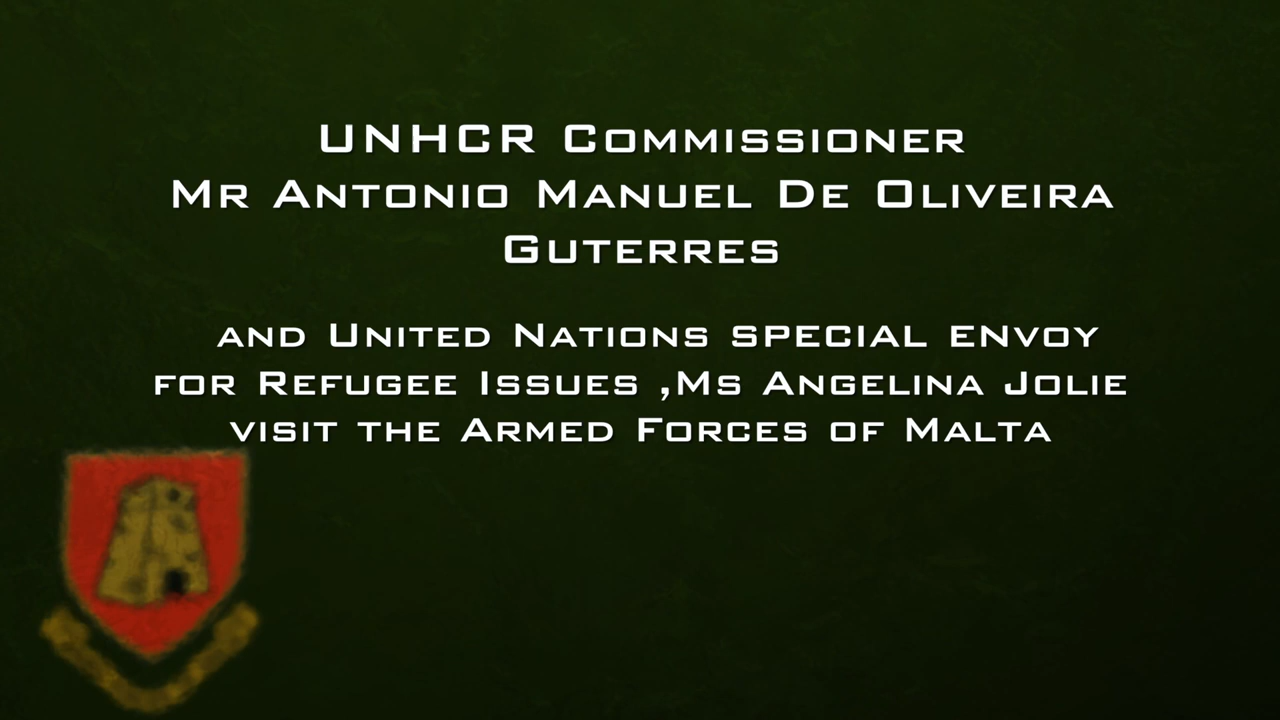 UNHCR Commissioner
Mr Antonio Manuel De Oliveira
Guterres
and United Nations special envoy
for Refugee Issues ,Ms Angelina Jolie
visit the Armed Forces of Malta